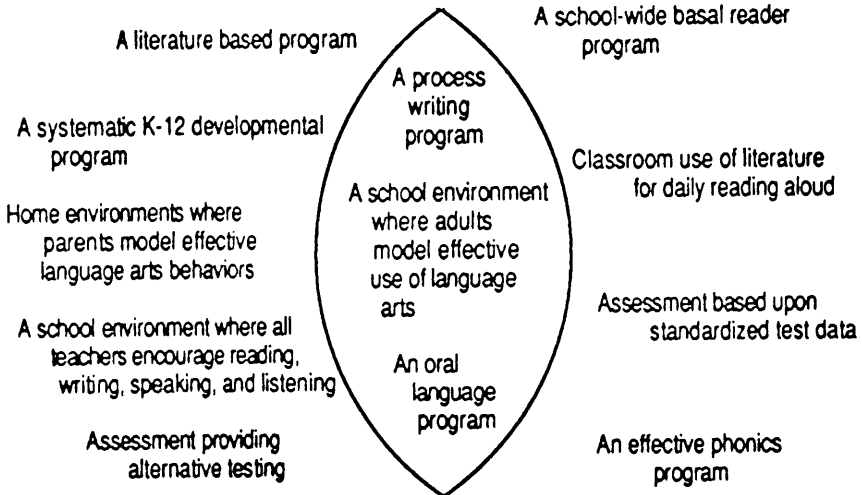 A literature based program
A systematic K-12 developmental
program
Home environments where
parents model effective
language arts behaviors
A school environment where all
teachers encourage reading,
writing, speaking, and listening
Assessment providing
alternative testing
A process
writing
program
A school environment
where adults
model effective
use of language
arts
An oral
language
program
A school-wide basal reader
program
Classroom use of literature
for daily reading aloud
Assessment based upon
standardized test data
An effective phonics
program